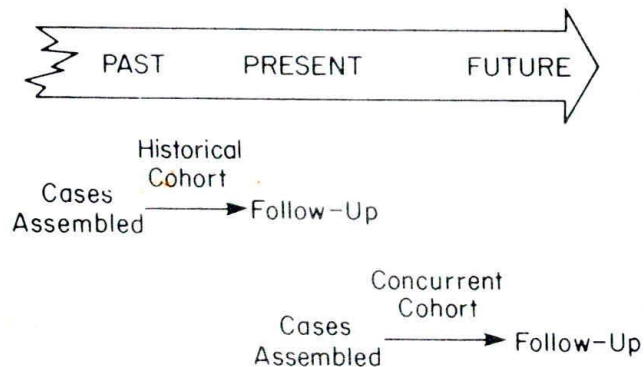 PAST PRESENT FUTURE
Historical
Cohort
Cases
Assembled
Follow-Up
Concurrent
Cohort
Cases
Assembled
Follow-Up